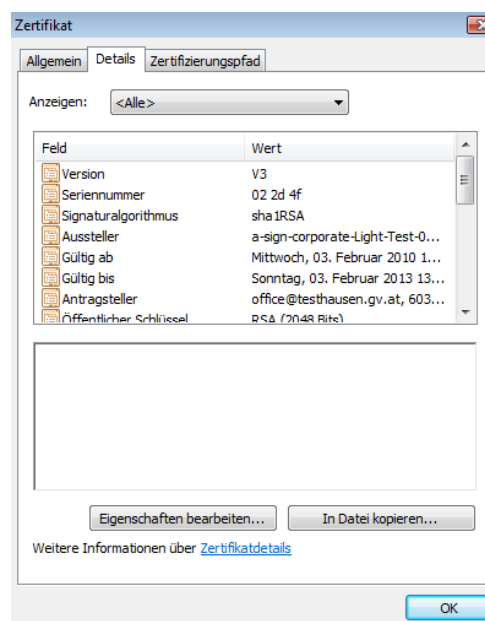 Zertifikat
Allgemein Details Zertifizierungspfad
Anzeigen: <Alle>
Feld Wert
Version V3
Seriennummer 02 2d 4f
Signaturalgorithmus sha1RSA
Aussteller a-sign-corporate-Light-Test-0...
Gültig ab Mittwoch, 03. Februar 2010 1...
Gültig bis Sonntag, 03. Februar 2013 13...
Antragsteller office@testhausen.gv.at, 603...
Öffentlicher Schlüssel RSA (2048 Bits)
Eigenschaften bearbeiten... In Datei kopieren...
Weitere Informationen über Zertifikatdetails
OK